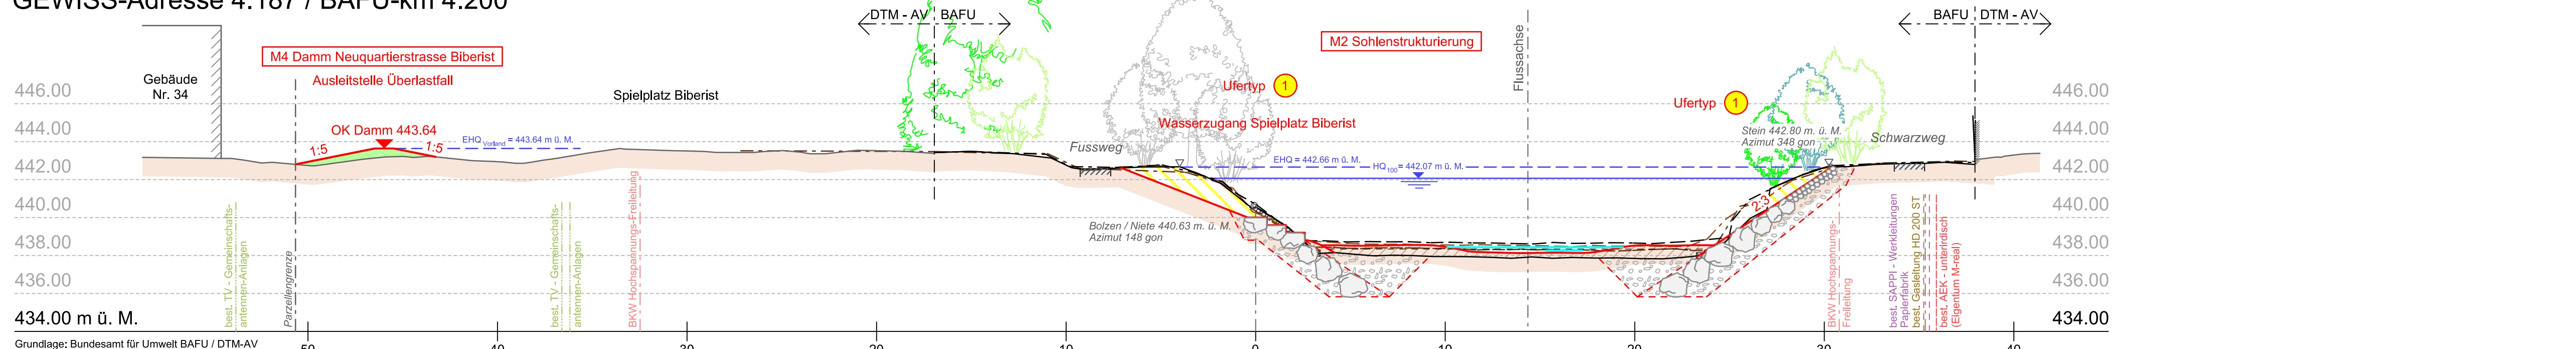 GEWISS-Adresse 4.187 / BAFU-km 4.200
DTM - AV BAFU
BAFU DTM - AV
M4 Damm Neuquartierstrasse Biberist
Ausleitstelle Überlastfall
M2 Sohlenstrukturierung
Gebäude
Nr. 34
Flussachse
Ufertyp 1
Ufertyp 1
Spielplatz Biberist
446.00
446.00
Wasserzugang Spielplatz Biberist
OK Damm 443.64
444.00
444.00
1:5
1:5
EHQ Vorland = 443.64 m ü. M.
Stein 442.80 m. ü. M.
Azimut 348 gon
Schwarzweg
Fussweg
EHQ = 442.66 m ü. M.
HQ100 = 442.07 m ü. M.
442.00
442.00
440.00
440.00
2:3
Bolzen / Niete 440.63 m. ü. M.
Azimut 148 gon
438.00
438.00
436.00
436.00
best. TV - Gemeinschafts-
antennen-Anlagen
Parzellengrenze
best. TV - Gemeinschafts-
antennen-Anlagen
BKW Hochspannungs-Freileitung
BKW Hochspannungs-
Freileitung
best. SAPPI - Werkleitungen
Papierfabrik
best. Gasleitung HD 200 ST
best. AEK - unterirdisch
(Eigentum M-real)
434.00 m ü. M.
434.00
-50 -40 -30 -20 -10 0 10 20 30 40
Grundlage: Bundesamt für Umwelt BAFU / DTM-AV